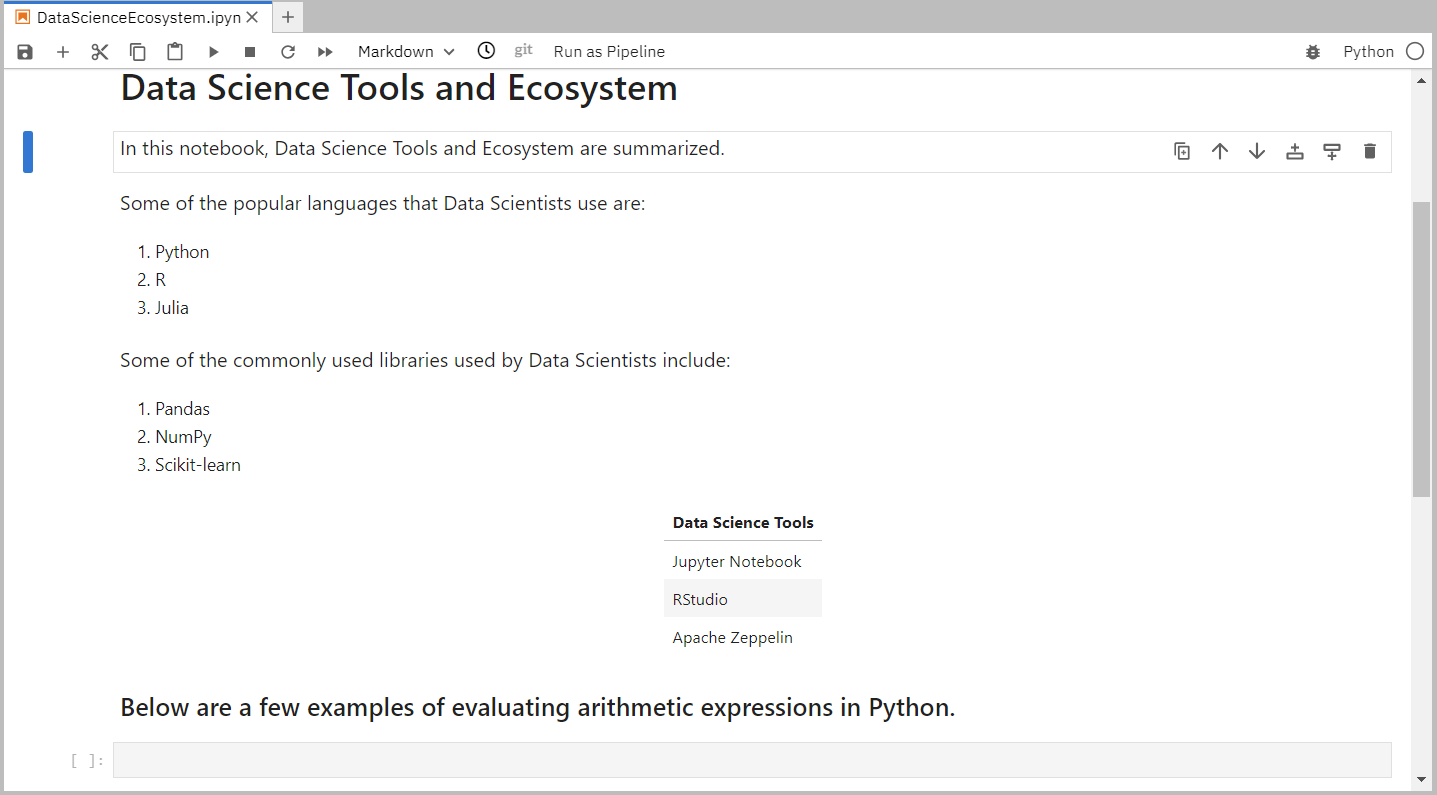 DataScienceEcosystem.ipyn
Markdown git Run as Pipeline Python
Data Science Tools and Ecosystem
In this notebook, Data Science Tools and Ecosystem are summarized.
Some of the popular languages that Data Scientists use are:
1. Python
2. R
3. Julia
Some of the commonly used libraries used by Data Scientists include:
1. Pandas
2. NumPy
3. Scikit-learn
Data Science Tools
Jupyter Notebook
RStudio
Apache Zeppelin
Below are a few examples of evaluating arithmetic expressions in Python.
[ ]: